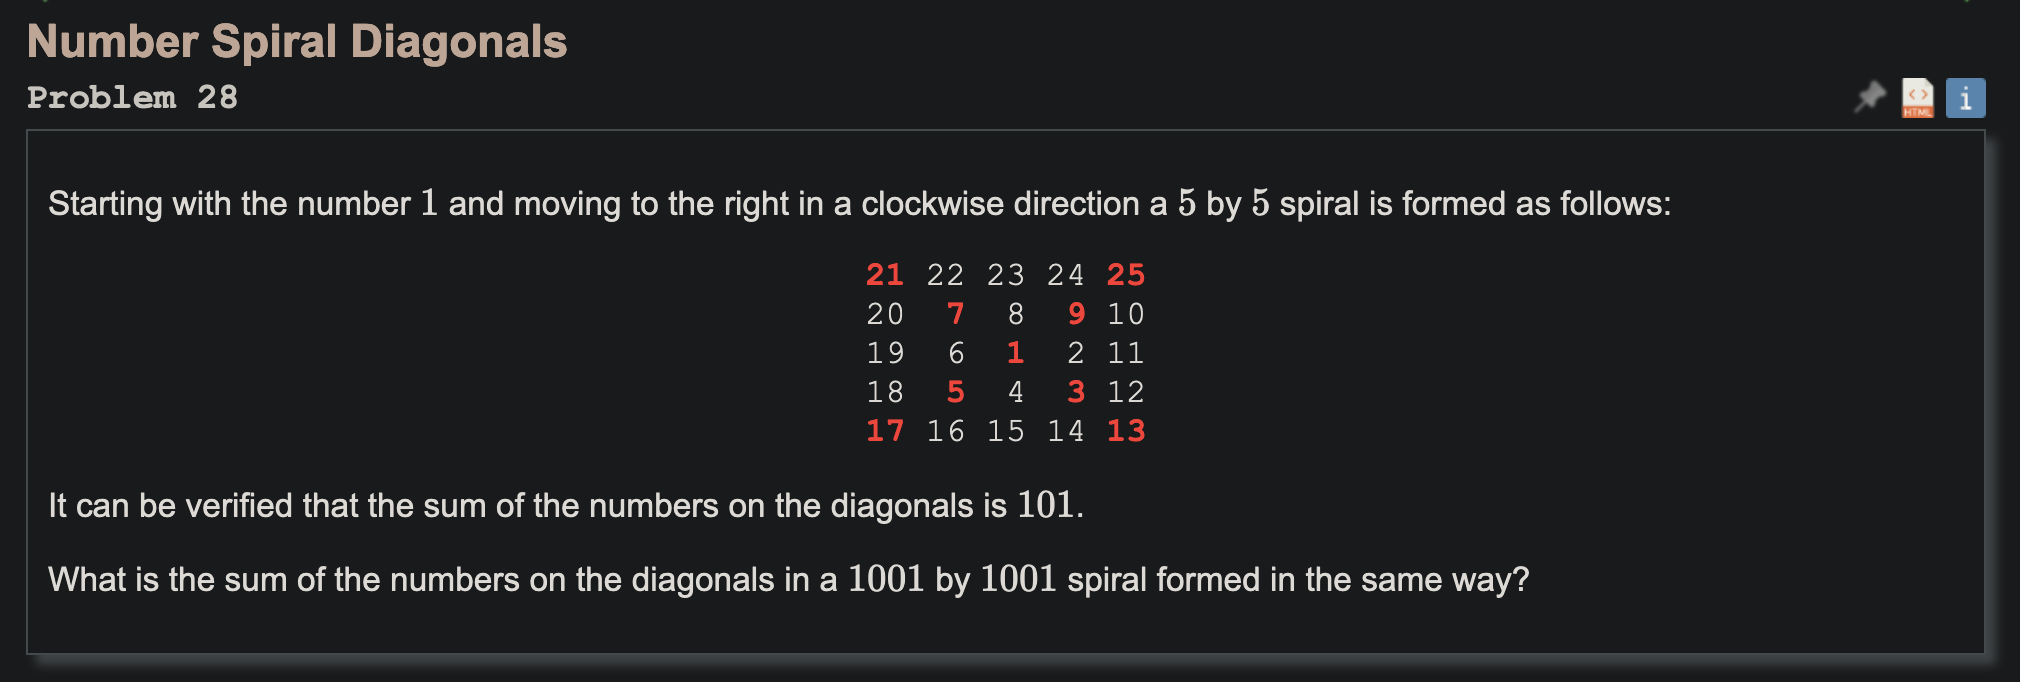 Number Spiral Diagonals
Problem 28
<> HTML
i
Starting with the number 1 and moving to the right in a clockwise direction a 5 by 5 spiral is formed as follows:
21 22 23 24 25
20 7 8 9 10
19 6 1 2 11
18 5 4 3 12
17 16 15 14 13
It can be verified that the sum of the numbers on the diagonals is 101.
What is the sum of the numbers on the diagonals in a 1001 by 1001 spiral formed in the same way?